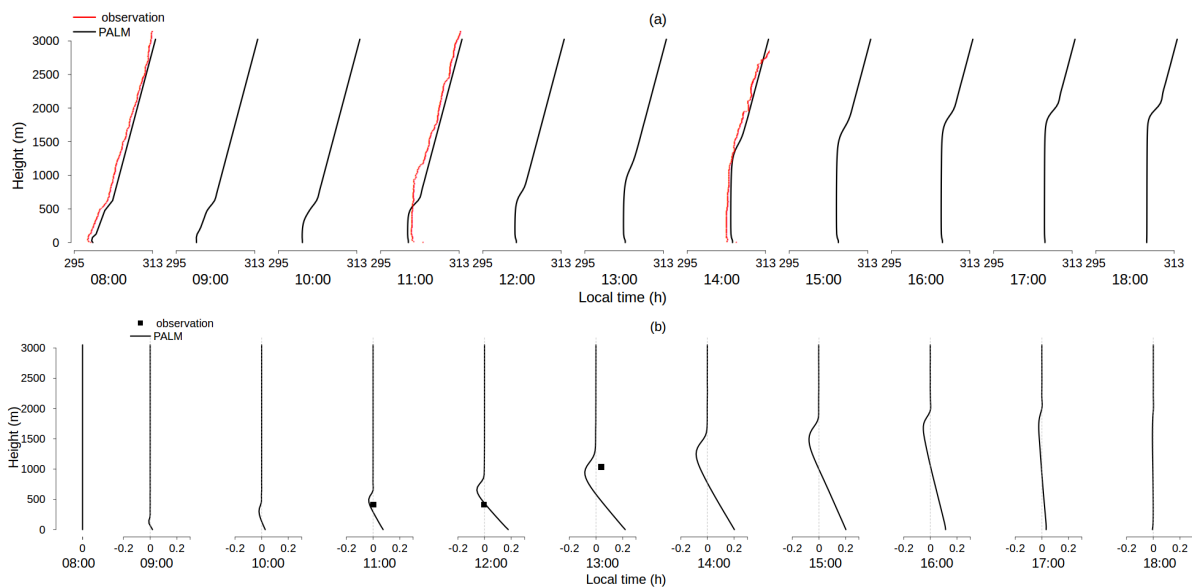 observation
PALM
(a)
3000
2500
2000
1500
1000
500
0
Height (m)
295 313 295 313 295 313 295 313 295 313 295 313 295 313 295 313 295 313 295 313 295 313
08:00 09:00 10:00 11:00 12:00 13:00 14:00 15:00 16:00 17:00 18:00
Local time (h)
observation
PALM
(b)
3000
2500
2000
1500
1000
500
0
Height (m)
0 -0.2 0 0.2 -0.2 0 0.2 -0.2 0 0.2 -0.2 0 0.2 -0.2 0 0.2 -0.2 0 0.2 -0.2 0 0.2 -0.2 0 0.2 -0.2 0 0.2 -0.2 0 0.2
08:00 09:00 10:00 11:00 12:00 13:00 14:00 15:00 16:00 17:00 18:00
Local time (h)